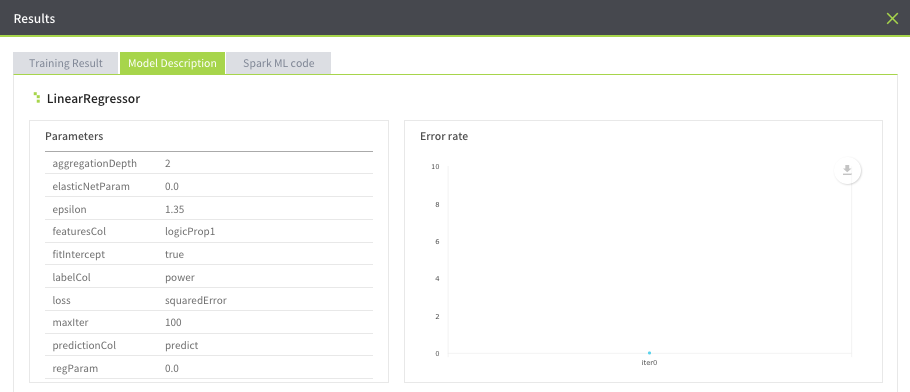 Results
Training Result Model Description Spark ML code
LinearRegressor
Parameters
aggregationDepth 2
elasticNetParam 0.0
epsilon 1.35
featuresCol logicProp1
fitIntercept true
labelCol power
loss squaredError
maxIter 100
predictionCol predict
regParam 0.0
Error rate
10
8
6
4
2
0
iter0